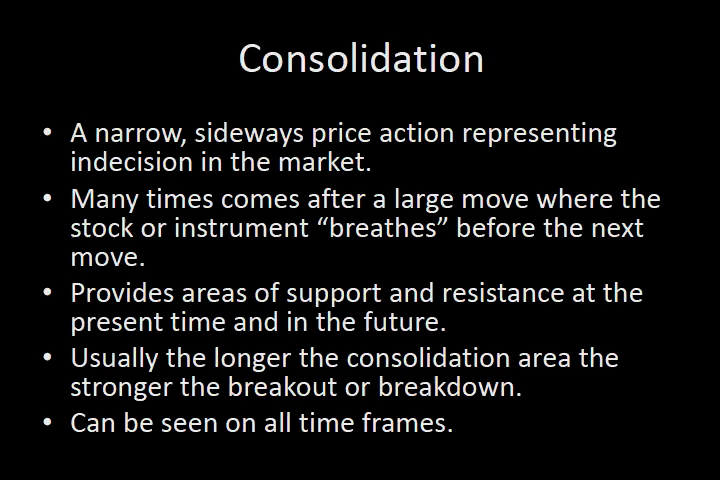 Consolidation
• A narrow, sideways price action representing
indecision in the market.
• Many times comes after a large move where the
stock or instrument “breathes” before the next
move.
• Provides areas of support and resistance at the
present time and in the future.
• Usually the longer the consolidation area the
stronger the breakout or breakdown.
• Can be seen on all time frames.